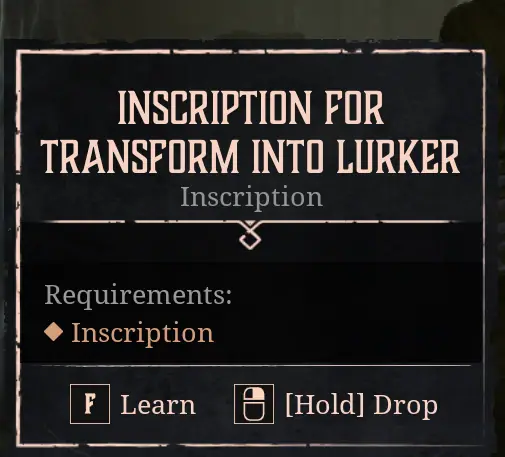 INSCRIPTION FOR
TRANSFORM INTO LURKER
Inscription
Requirements:
Inscription
F Learn [Hold] Drop